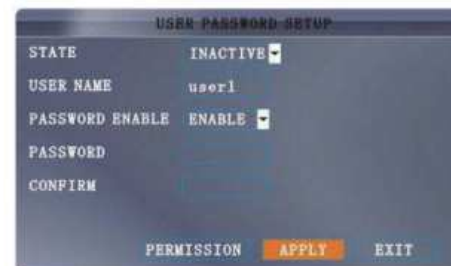 USER PASSWORD SETUP
STATE INACTIVE
USER NAME user1
PASSWORD ENABLE ENABLE
PASSWORD
CONFIRM
PERMISSION APPLY EXIT